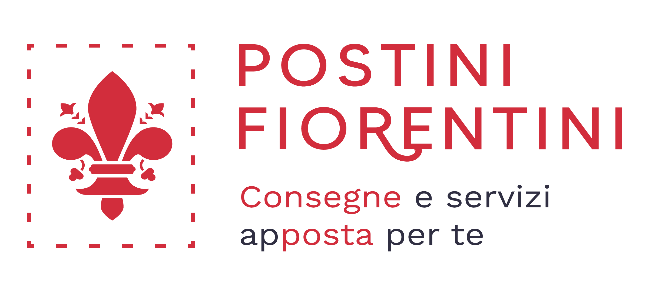 POSTINI
FIORENTINI
Consegne e servizi
apposta per te